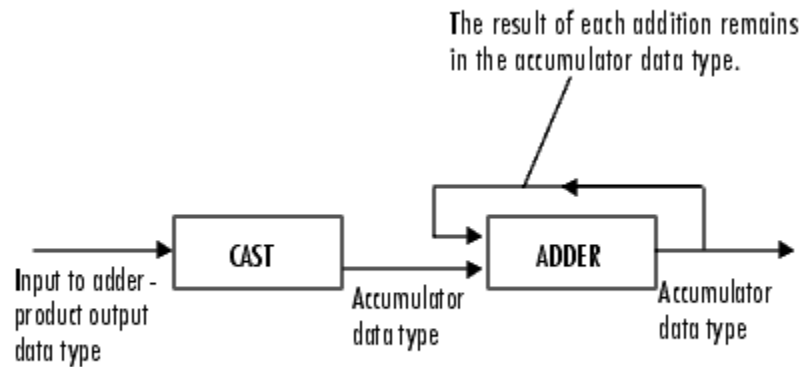 The result of each addition remains
in the accumulator data type.
CAST
ADDER
Input to adder -
product output
data type
Accumulator
data type
Accumulator
data type